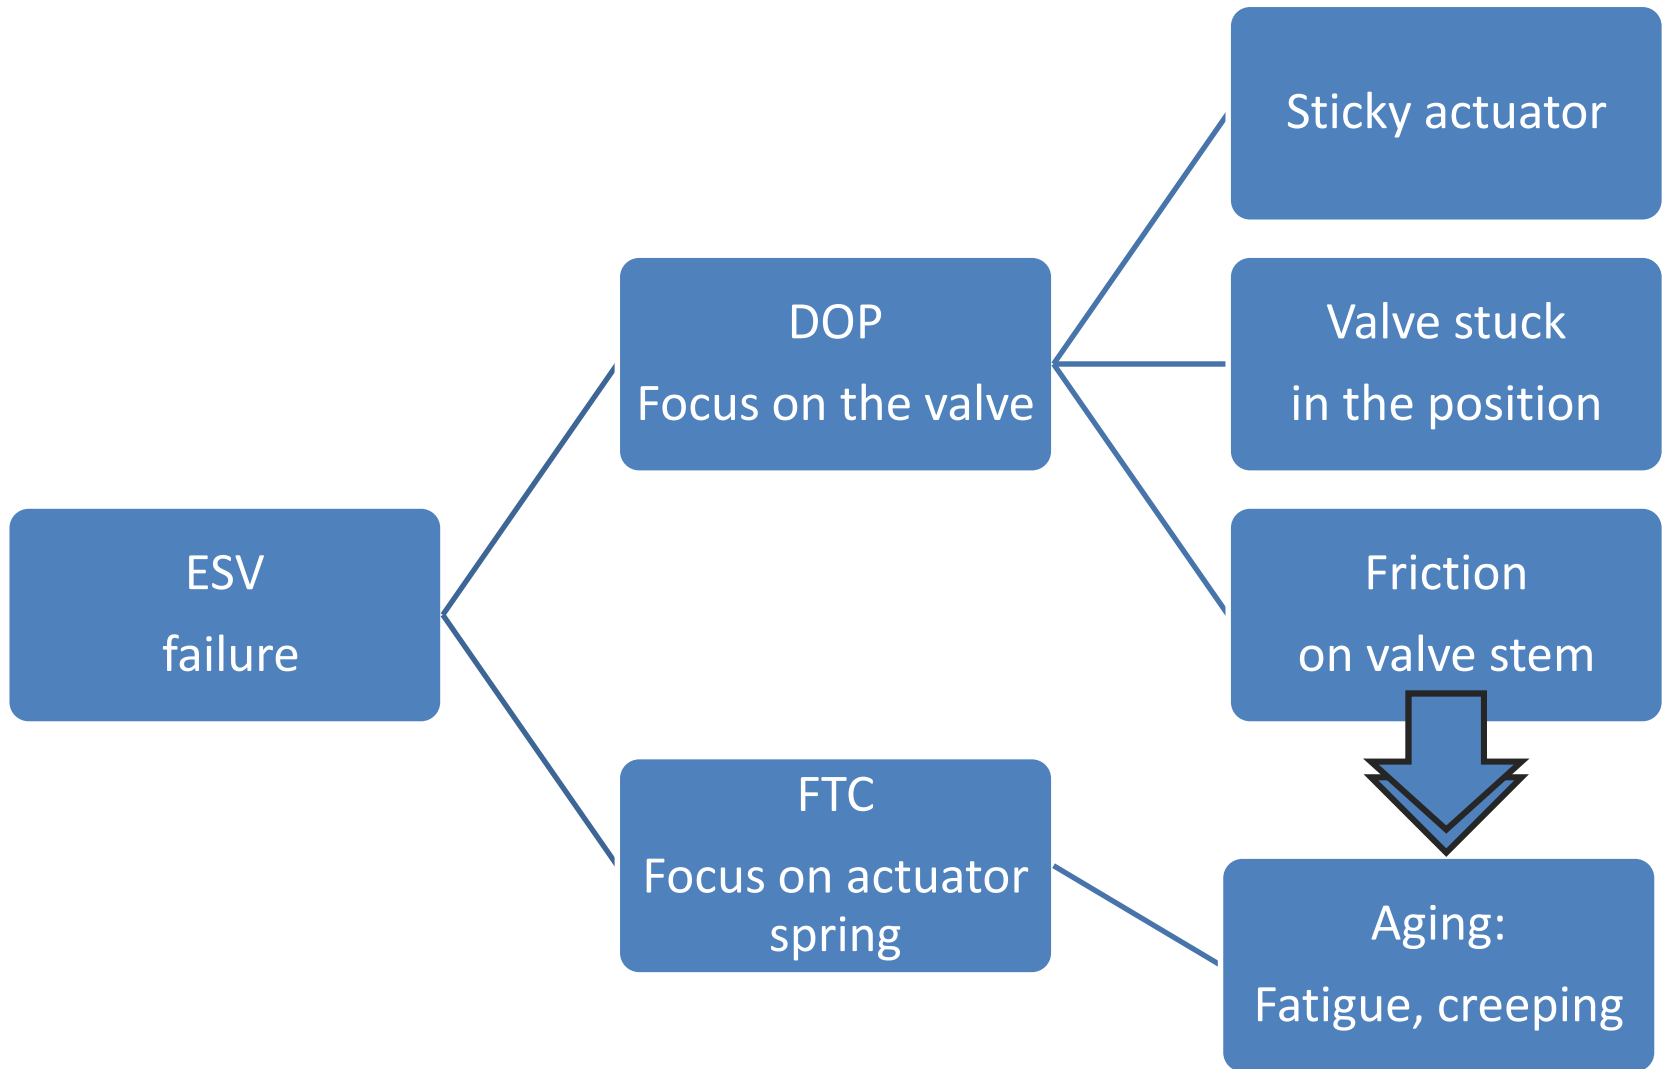 ESV
failure
DOP
Focus on the valve
FTC
Focus on actuator
spring
Sticky actuator
Valve stuck
in the position
Friction
on valve stem
Aging:
Fatigue, creeping